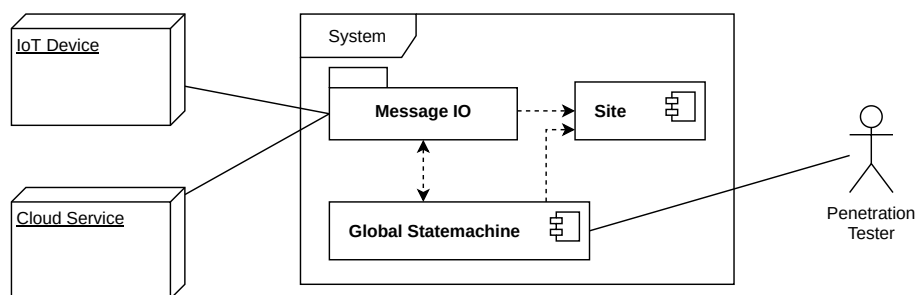 IoT Device
System
Message IO
Site
Cloud Service
Global Statemachine
Penetration
Tester